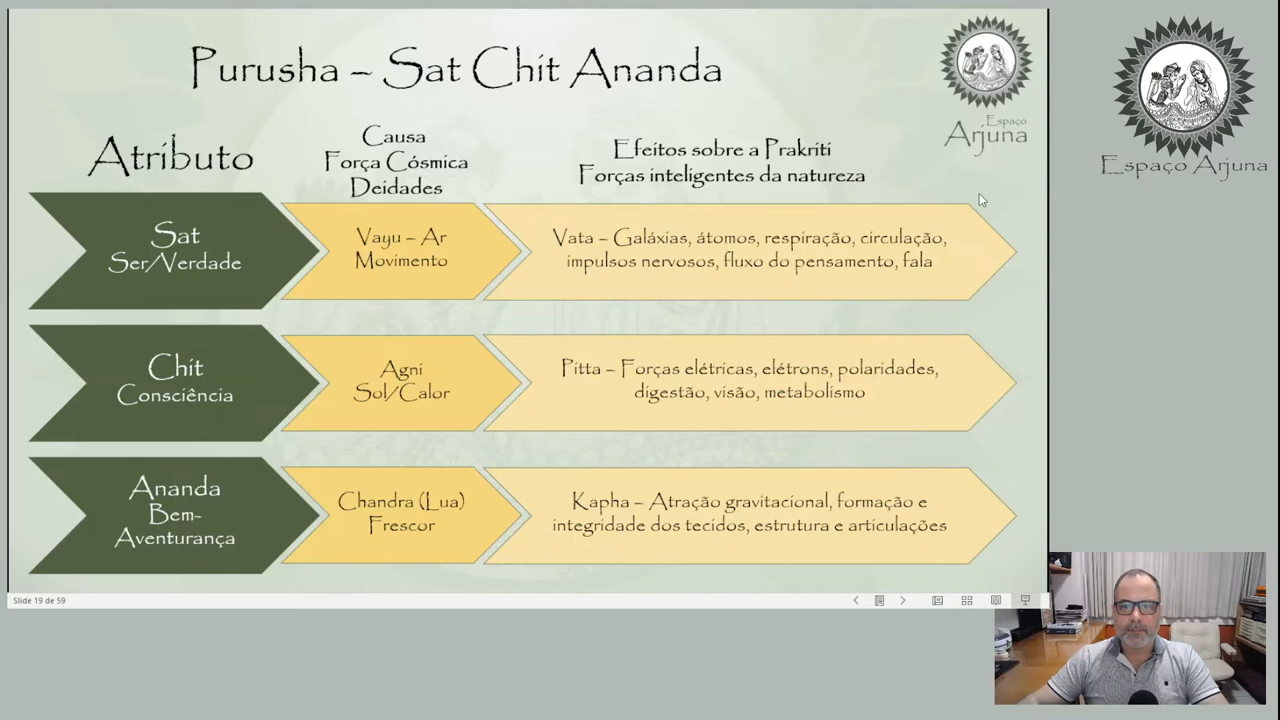 Purusha – Sat Chit Ananda
Espaço
Arjuna
Espaço Arjuna
Atributo
Causa
Força Cósmica
Deidades
Efeitos sobre a Prakriti
Forças inteligentes da natureza
Sat
Ser/Verdade
Vayu – Ar
Movimento
Vata – Galáxias, átomos, respiração, circulação,
impulsos nervosos, fluxo do pensamento, fala
Chit
Consciência
Agni
Sol/Calor
Pitta – Forças elétricas, elétrons, polaridades,
digestão, visão, metabolismo
Ananda
Bem-
Aventurança
Chandra (Lua)
Frescor
Kapha – Atração gravitacional, formação e
integridade dos tecidos, estrutura e articulações
Slide 19 de 59